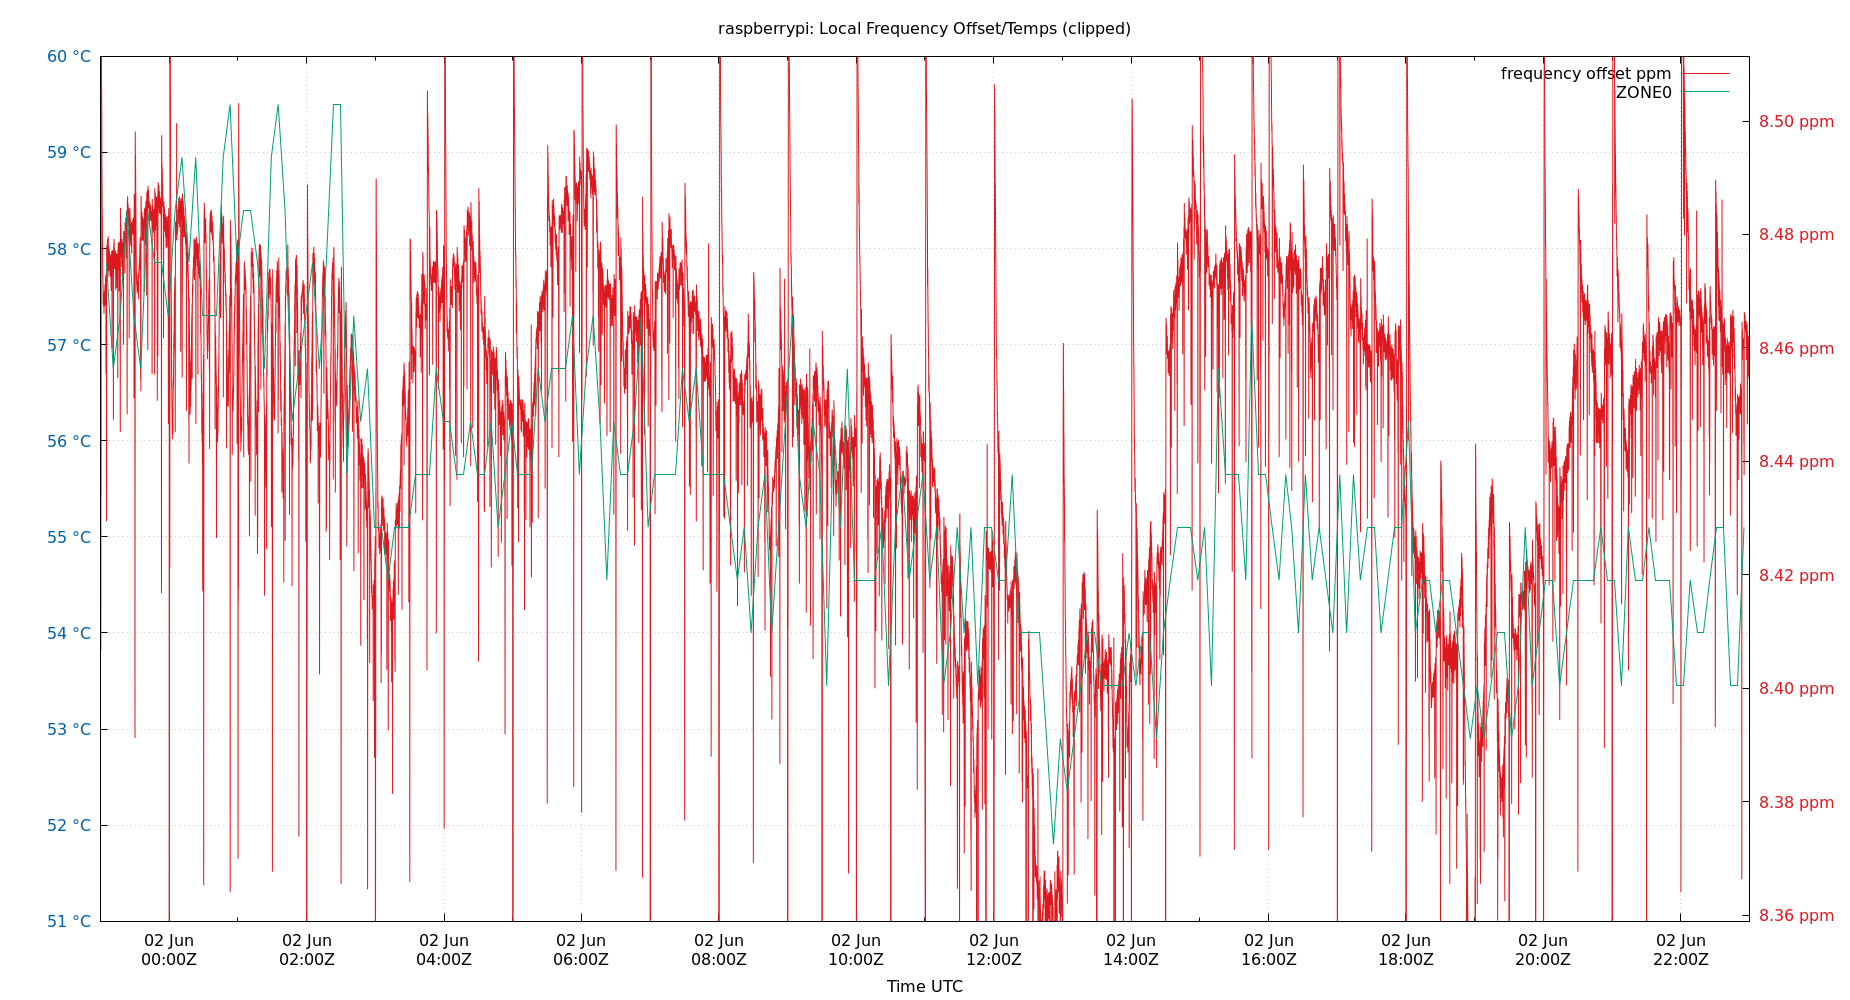 raspberrypi: Local Frequency Offset/Temps (clipped)
frequency offset ppm
ZONE0
60 °C
59 °C
58 °C
57 °C
56 °C
55 °C
54 °C
53 °C
52 °C
51 °C
8.50 ppm
8.48 ppm
8.46 ppm
8.44 ppm
8.42 ppm
8.40 ppm
8.38 ppm
8.36 ppm
02 Jun 02 Jun 02 Jun 02 Jun 02 Jun 02 Jun 02 Jun 02 Jun 02 Jun 02 Jun 02 Jun 02 Jun
00:00Z 02:00Z 04:00Z 06:00Z 08:00Z 10:00Z 12:00Z 14:00Z 16:00Z 18:00Z 20:00Z 22:00Z
Time UTC